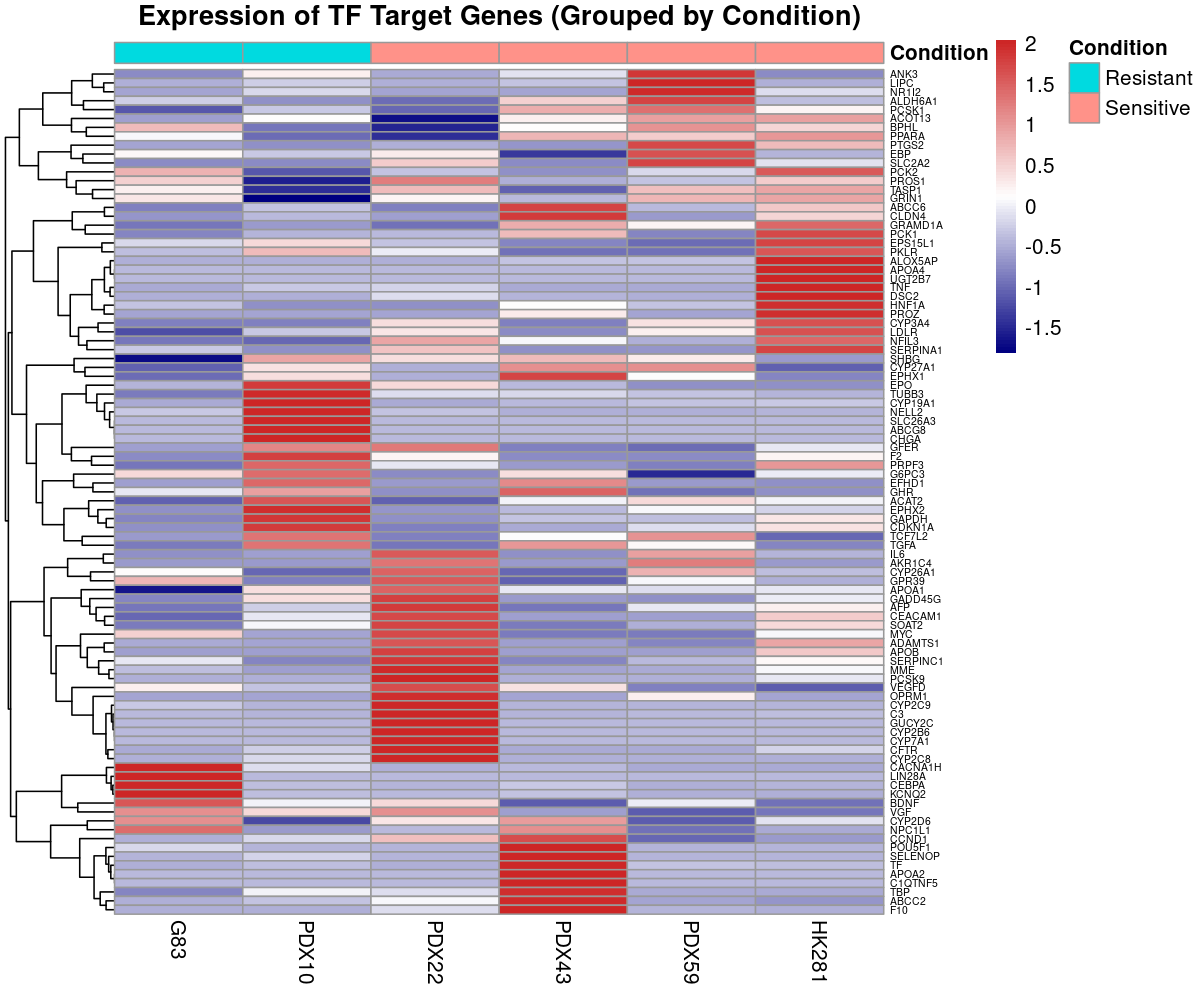 Expression of TF Target Genes (Grouped by Condition)
Condition
2
1.5
1
0.5
0
-0.5
-1
-1.5
Condition
Resistant
Sensitive
ANK3
LIPC
NR1I2
ALDH6A1
PCSK1
ACOT13
BPHL
PPARA
PTGS2
EBP
SLC2A2
PCK2
PROS1
TASP1
GRIN1
ABCC6
CLDN4
GRAMD1A
PCK1
EPS15L1
PKLR
ALOX5AP
APOA4
UGT2B7
TNF
DSC2
HNF1A
PROZ
CYP3A4
LDLR
NFIL3
SERPINA1
SHBG
CYP27A1
EPHX1
EPO
TUBB3
CYP19A1
NELL2
SLC26A3
ABCG8
CHGA
GFER
F2
PRPF3
G6PC3
EFHD1
GHR
ACAT2
EPHX2
GAPDH
CDKN1A
TCF7L2
TGFA
IL6
AKR1C4
CYP26A1
GPR39
APOA1
GADD45G
AFP
CEACAM1
SOAT2
MYC
ADAMTS1
APOB
SERPINC1
MME
PCSK9
VEGFD
OPRM1
CYP2C9
C3
GUCY2C
CYP2B6
CYP7A1
CFTR
CYP2C8
CACNA1H
LIN28A
CEBPA
KCNQ2
BDNF
VGF
CYP2D6
NPC1L1
CCND1
POU5F1
SELENOP
TF
APOA2
C1QTNF5
TBP
ABCC2
F10
G83
PDX10
PDX22
PDX43
PDX59
HK281